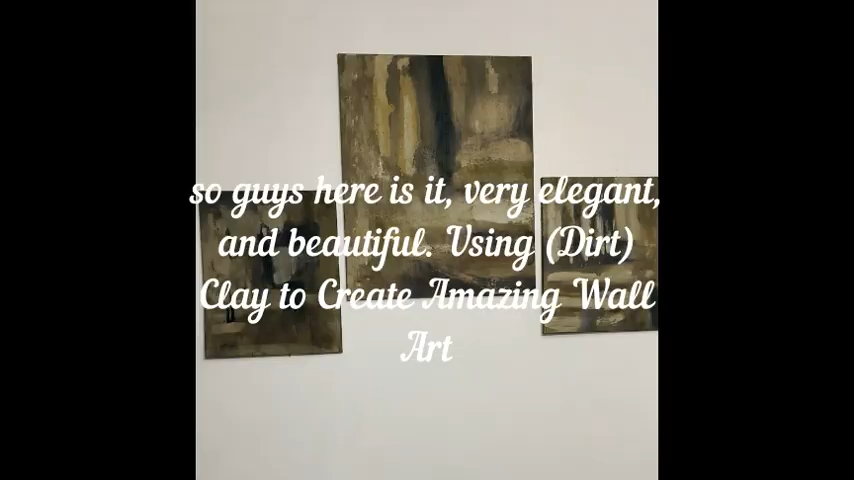 so guys here is it, very elegant,
and beautiful. Using (Dirt)
Clay to Create Amazing Wall
Art